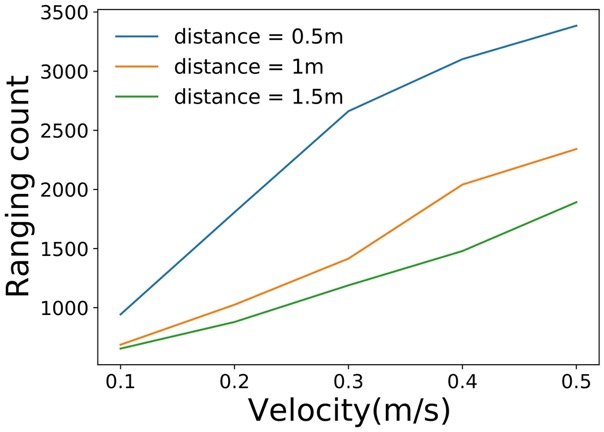 3500
3000
2500
2000
1500
1000
Ranging count
distance = 0.5m
distance = 1m
distance = 1.5m
0.1 0.2 0.3 0.4 0.5
Velocity(m/s)